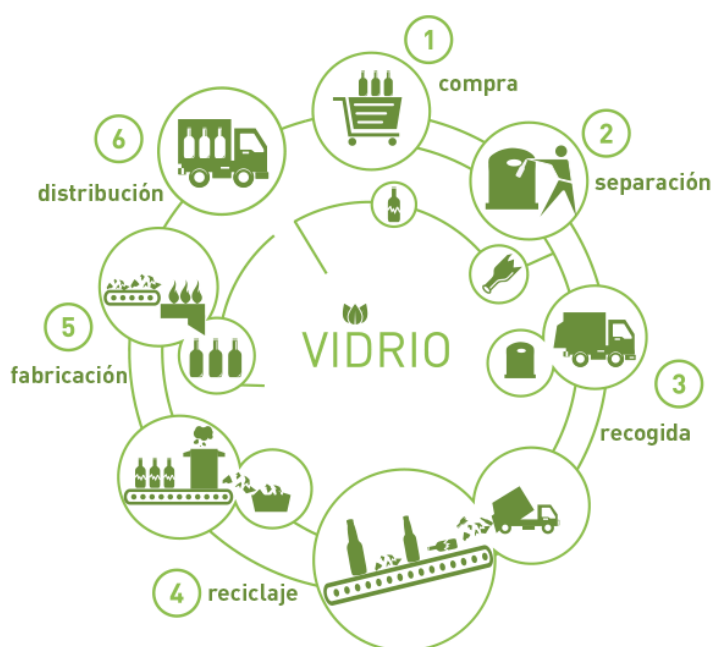 1
compra
2
separación
3
recogida
4 reciclaje
5
fabricación
6
distribución
VIDRIO